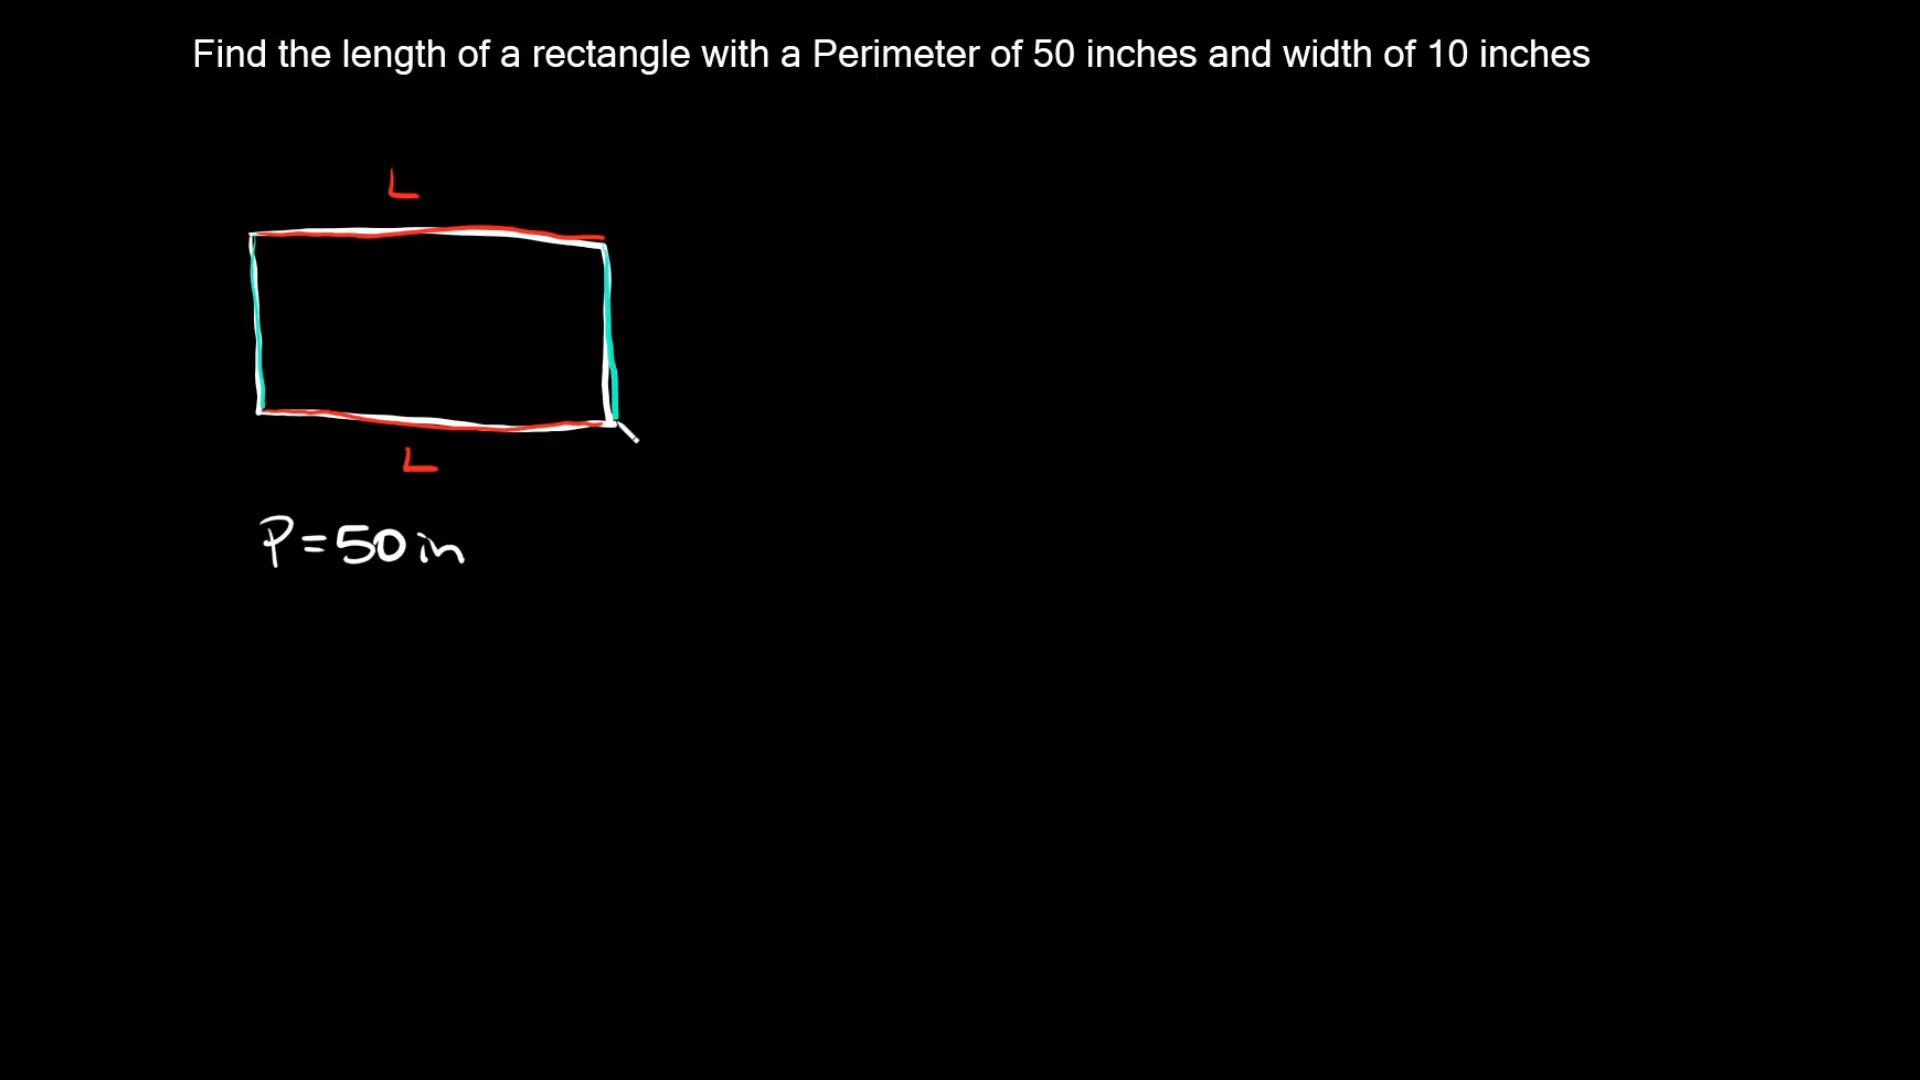 Find the length of a rectangle with a Perimeter of 50 inches and width of 10 inches
L
L
P=50in